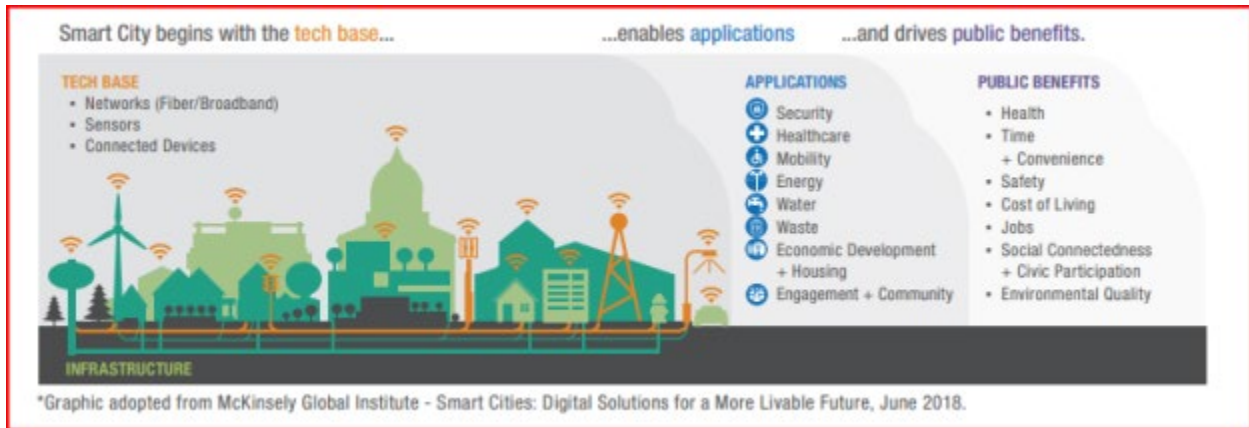 Smart City begins with the tech base... ...enables applications ...and drives public benefits.
TECH BASE
• Networks (Fiber/Broadband)
• Sensors
• Connected Devices
APPLICATIONS
Security
Healthcare
Mobility
Energy
Water
Waste
Economic Development
+ Housing
Engagement + Community
PUBLIC BENEFITS
• Health
• Time
+ Convenience
• Safety
• Cost of Living
• Jobs
• Social Connectedness
+ Civic Participation
• Environmental Quality
INFRASTRUCTURE
*Graphic adopted from McKinsely Global Institute - Smart Cities: Digital Solutions for a More Livable Future, June 2018.